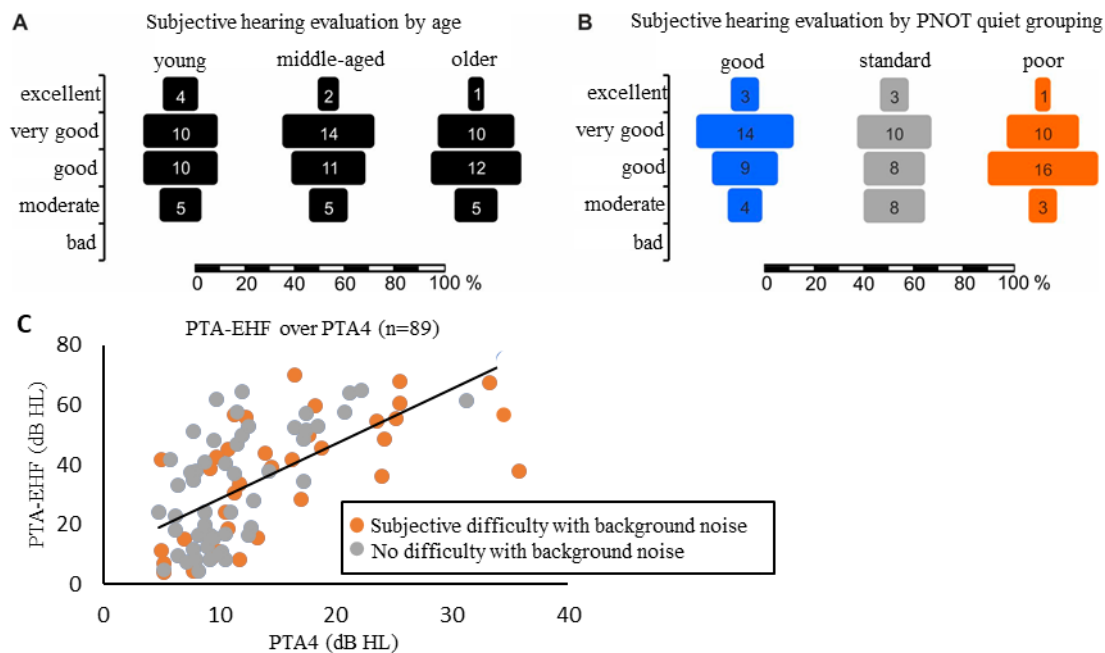 A
Subjective hearing evaluation by age
young middle-aged older
excellent 4 2 1
very good 10 14 10
good 10 11 12
moderate 5 5 5
bad
0 20 40 60 80 100 %
B
Subjective hearing evaluation by PNOT quiet grouping
good standard poor
excellent 3 3 1
very good 14 10 10
good 9 8 16
moderate 4 8 3
bad
0 20 40 60 80 100 %
C
PTA-EHF over PTA4 (n=89)
PTA-EHF (dB HL)
80
60
40
20
0
Subjective difficulty with background noise
No difficulty with background noise
0 10 20 30 40
PTA4 (dB HL)